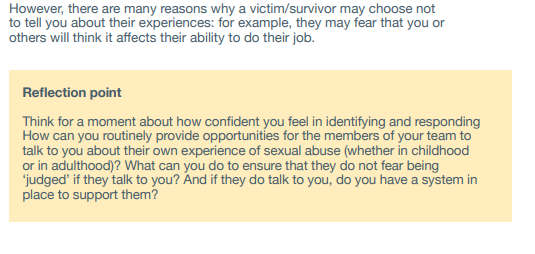 However, there are many reasons why a victim/survivor may choose not
to tell you about their experiences: for example, they may fear that you or
others will think it affects their ability to do their job.
Reflection point
Think for a moment about how confident you feel in identifying and responding
How can you routinely provide opportunities for the members of your team to
talk to you about their own experience of sexual abuse (whether in childhood
or in adulthood)? What can you do to ensure that they do not fear being
‘judged’ if they talk to you? And if they do talk to you, do you have a system in
place to support them?